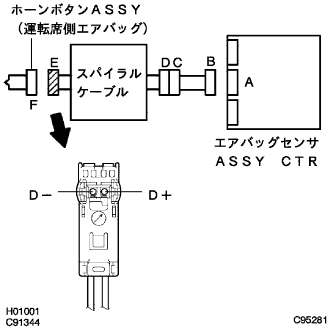 ホーンボタンASSY
(運転席側エアバッグ)
E
F
スパイラル
ケーブル
D C
B
A
エアバッグセンサ
ASSY CTR
D−
D+
H01001
C91344
C95281